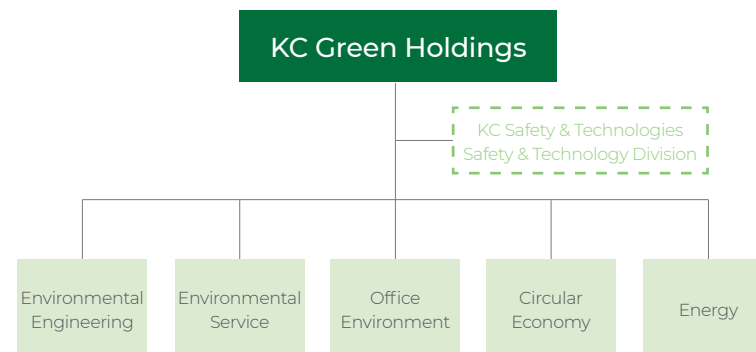 KC Green Holdings
KC Safety & Technologies
Safety & Technology Division
Environmental
Engineering
Environmental
Service
Office
Environment
Circular
Economy
Energy